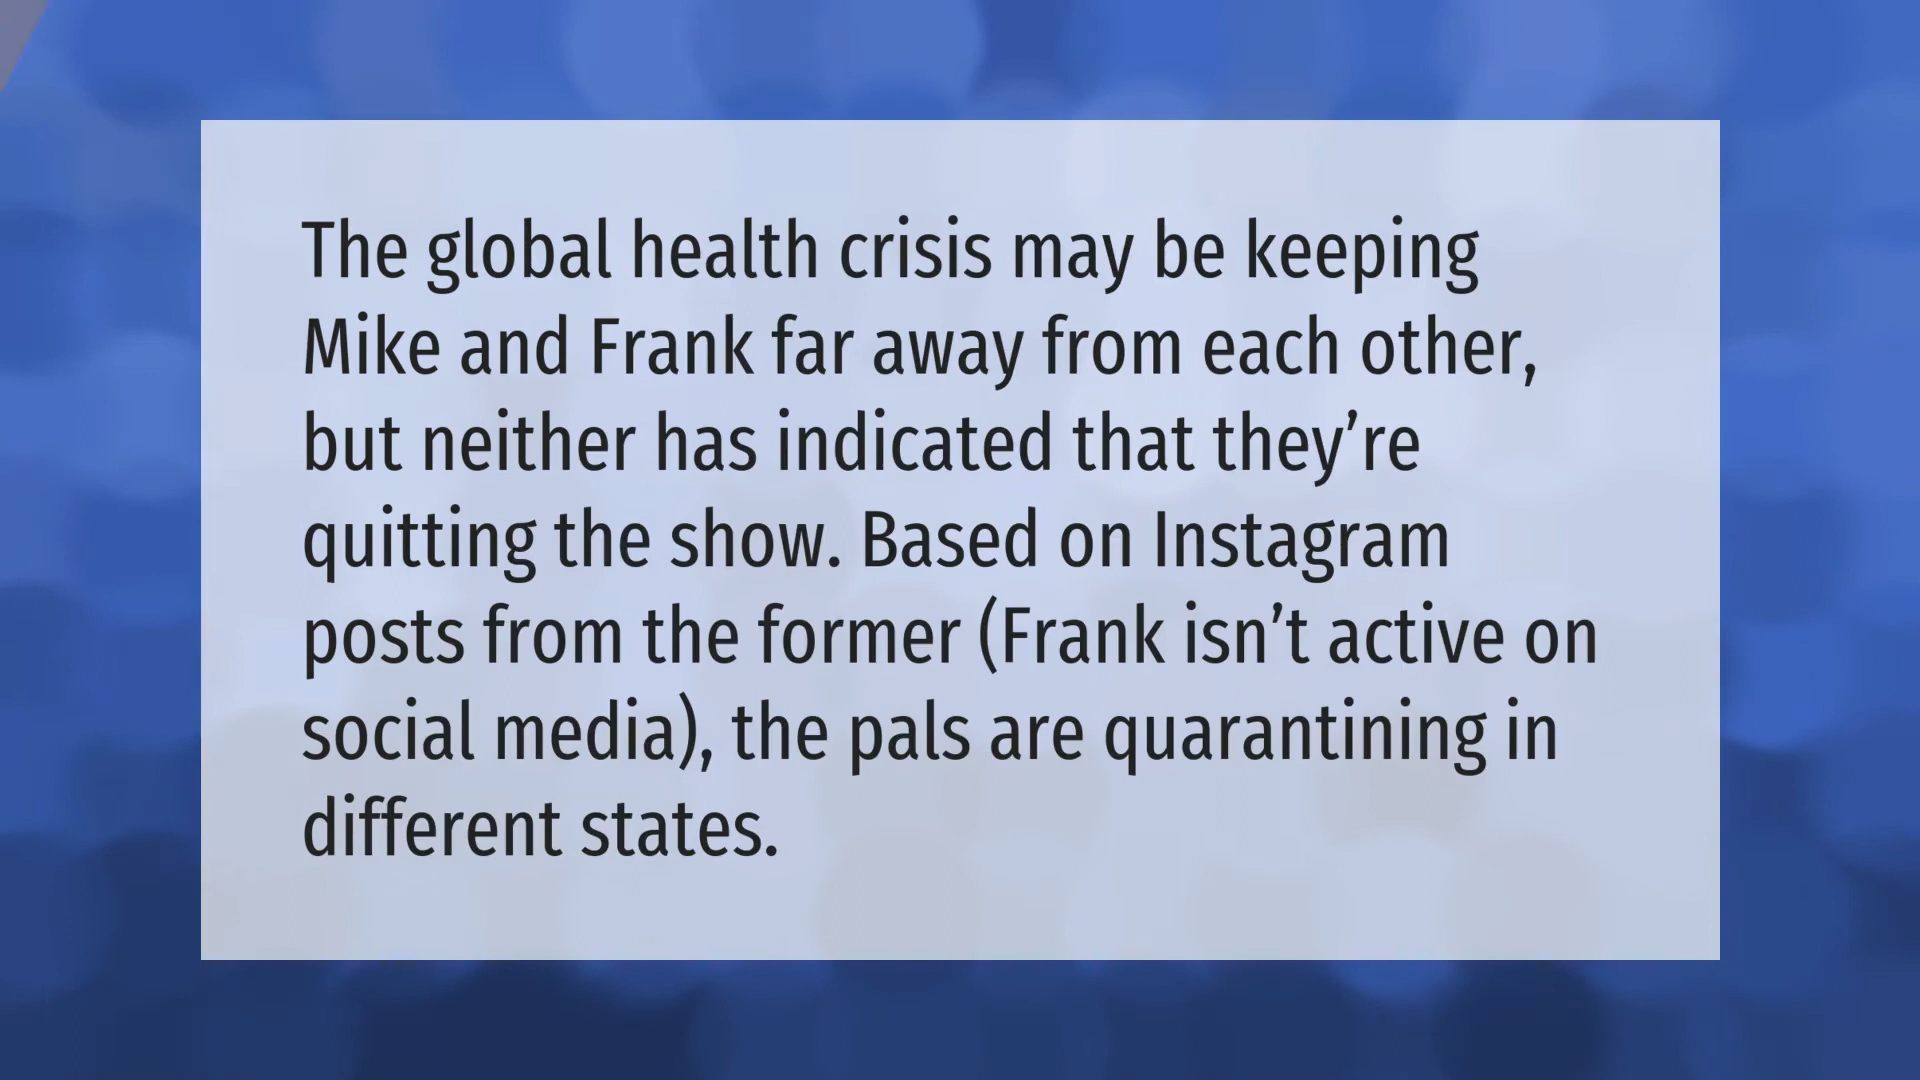 The global health crisis may be keeping
Mike and Frank far away from each other,
but neither has indicated that they’re
quitting the show. Based on Instagram
posts from the former (Frank isn’t active on
social media), the pals are quarantining in
different states.